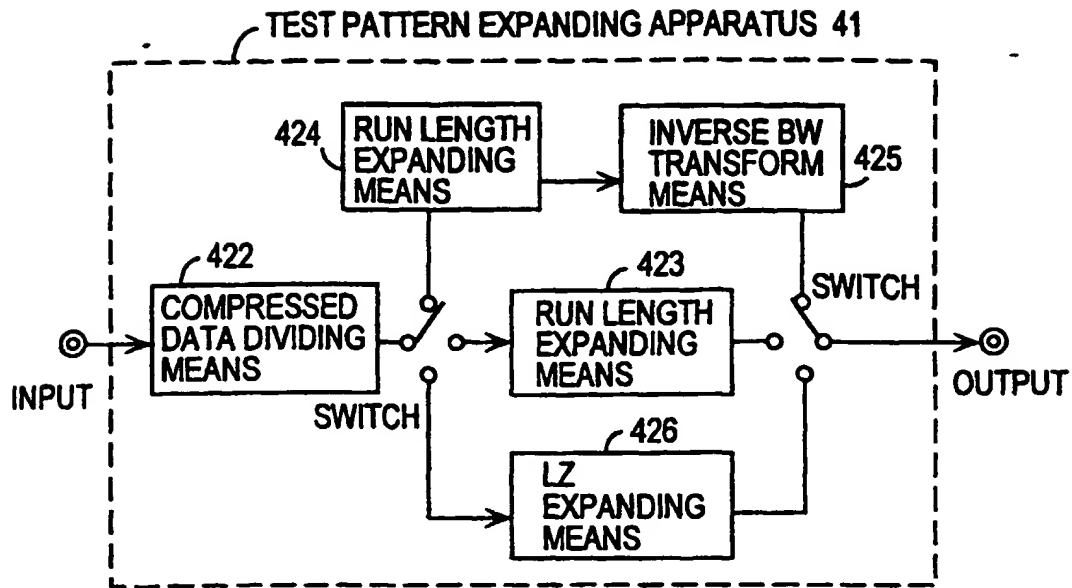 TEST PATTERN EXPANDING APPARATUS 41
424
RUN LENGTH
EXPANDING
MEANS
INVERSE BW
TRANSFORM
MEANS
425
422
COMPRESSED
DATA DIVIDING
MEANS
423
RUN LENGTH
EXPANDING
MEANS
SWITCH
INPUT
SWITCH
OUTPUT
426
LZ
EXPANDING
MEANS